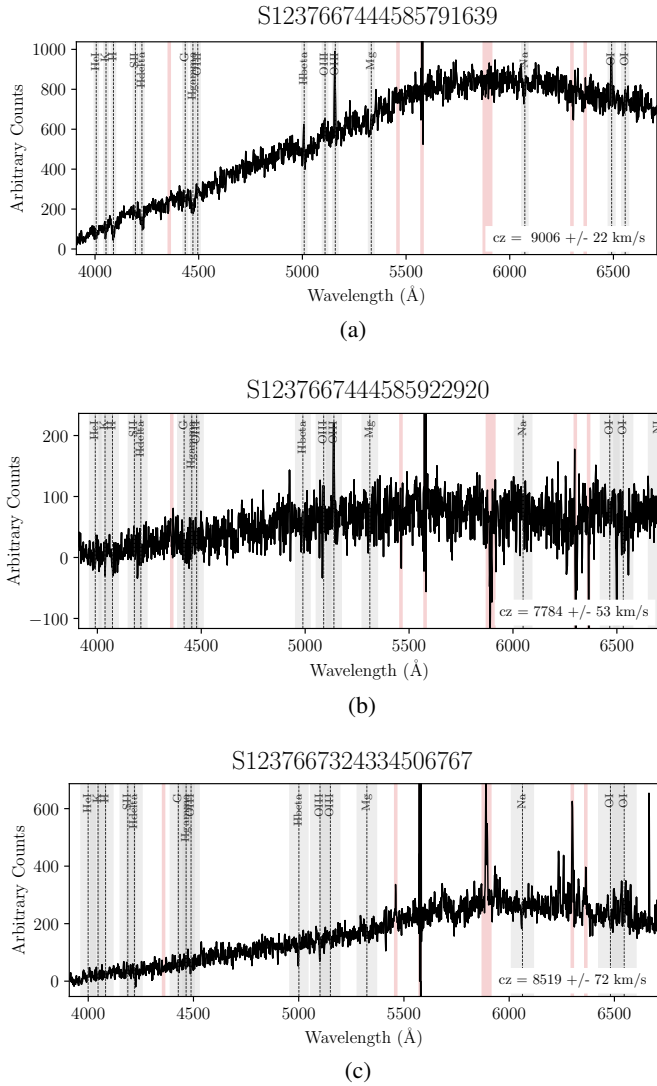 S1237667444585791639
HeI K H SII Hdelta G Hgamma OIII Hbeta OIII OIII Mg Na OI OI
1000
800
600
400
200
0
Arbitrary Counts
cz = 9006 +/- 22 km/s
4000 4500 5000 5500 6000 6500
Wavelength (Å)
(a)
S1237667444585922920
HeI K H SII Hdelta G Hgamma OIII Hbeta OIII OIII Mg Na OI OI
200
100
0
−100
Arbitrary Counts
cz = 7784 +/- 53 km/s
4000 4500 5000 5500 6000 6500
Wavelength (Å)
(b)
S1237667324334506767
HeI K H SII Hdelta G Hgamma OIII Hbeta OIII OIII Mg Na OI OI
600
400
200
0
Arbitrary Counts
cz = 8519 +/- 72 km/s
4000 4500 5000 5500 6000 6500
Wavelength (Å)
(c)